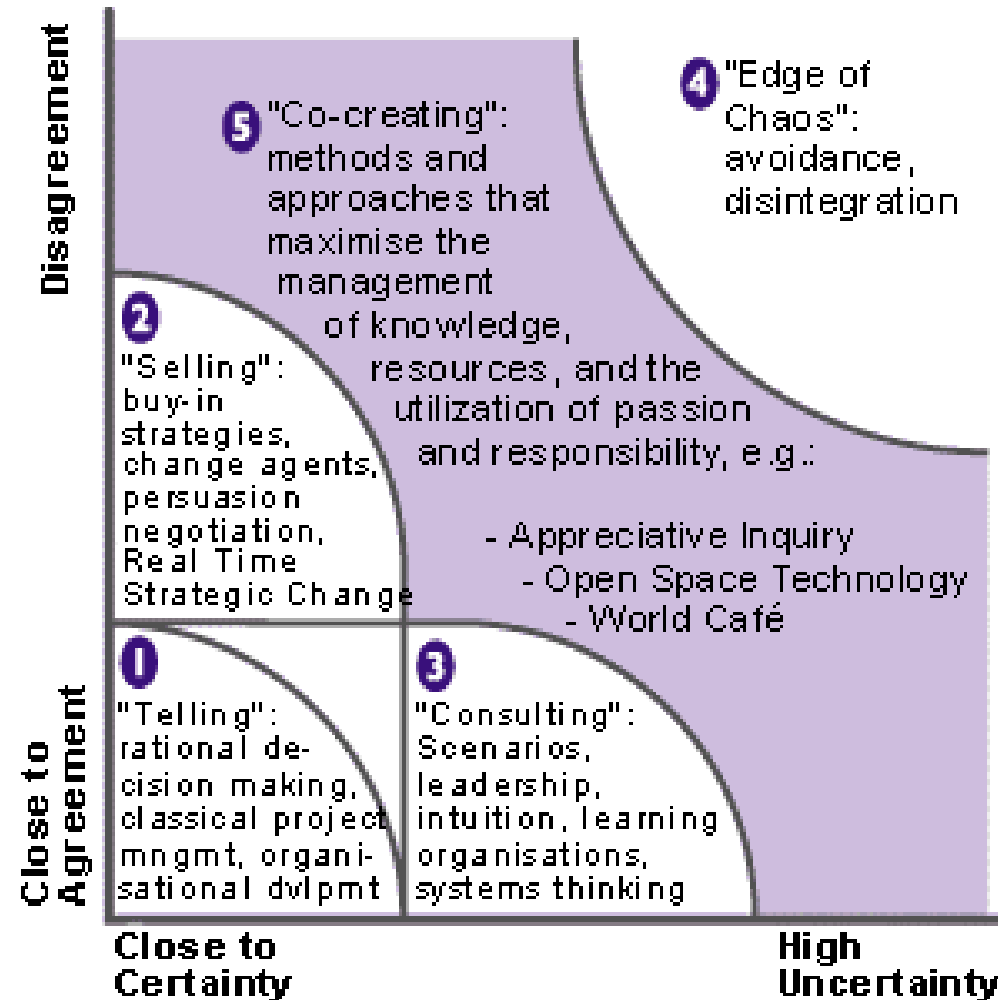 Disagreement
5
"Co-creating":
methods and
approaches that
maximise the
management
of knowledge,
resources, and the
utilization of passion
and responsibility, e.g.:
- Appreciative Inquiry
- Open Space Technology
- World Café
4
"Edge of
Chaos":
avoidance,
disintegration
2
"Selling":
buy-in
strategies,
change agents,
persuasion
negotiation,
Real Time
Strategic Change
Close to
Agreement
1
"Telling":
rational de-
cision making,
classical project
mngmt, organi-
sational dvlpmt
3
"Consulting":
Scenarios,
leadership,
intuition, learning
organisations,
systems thinking
Close to
Certainty
High
Uncertainty